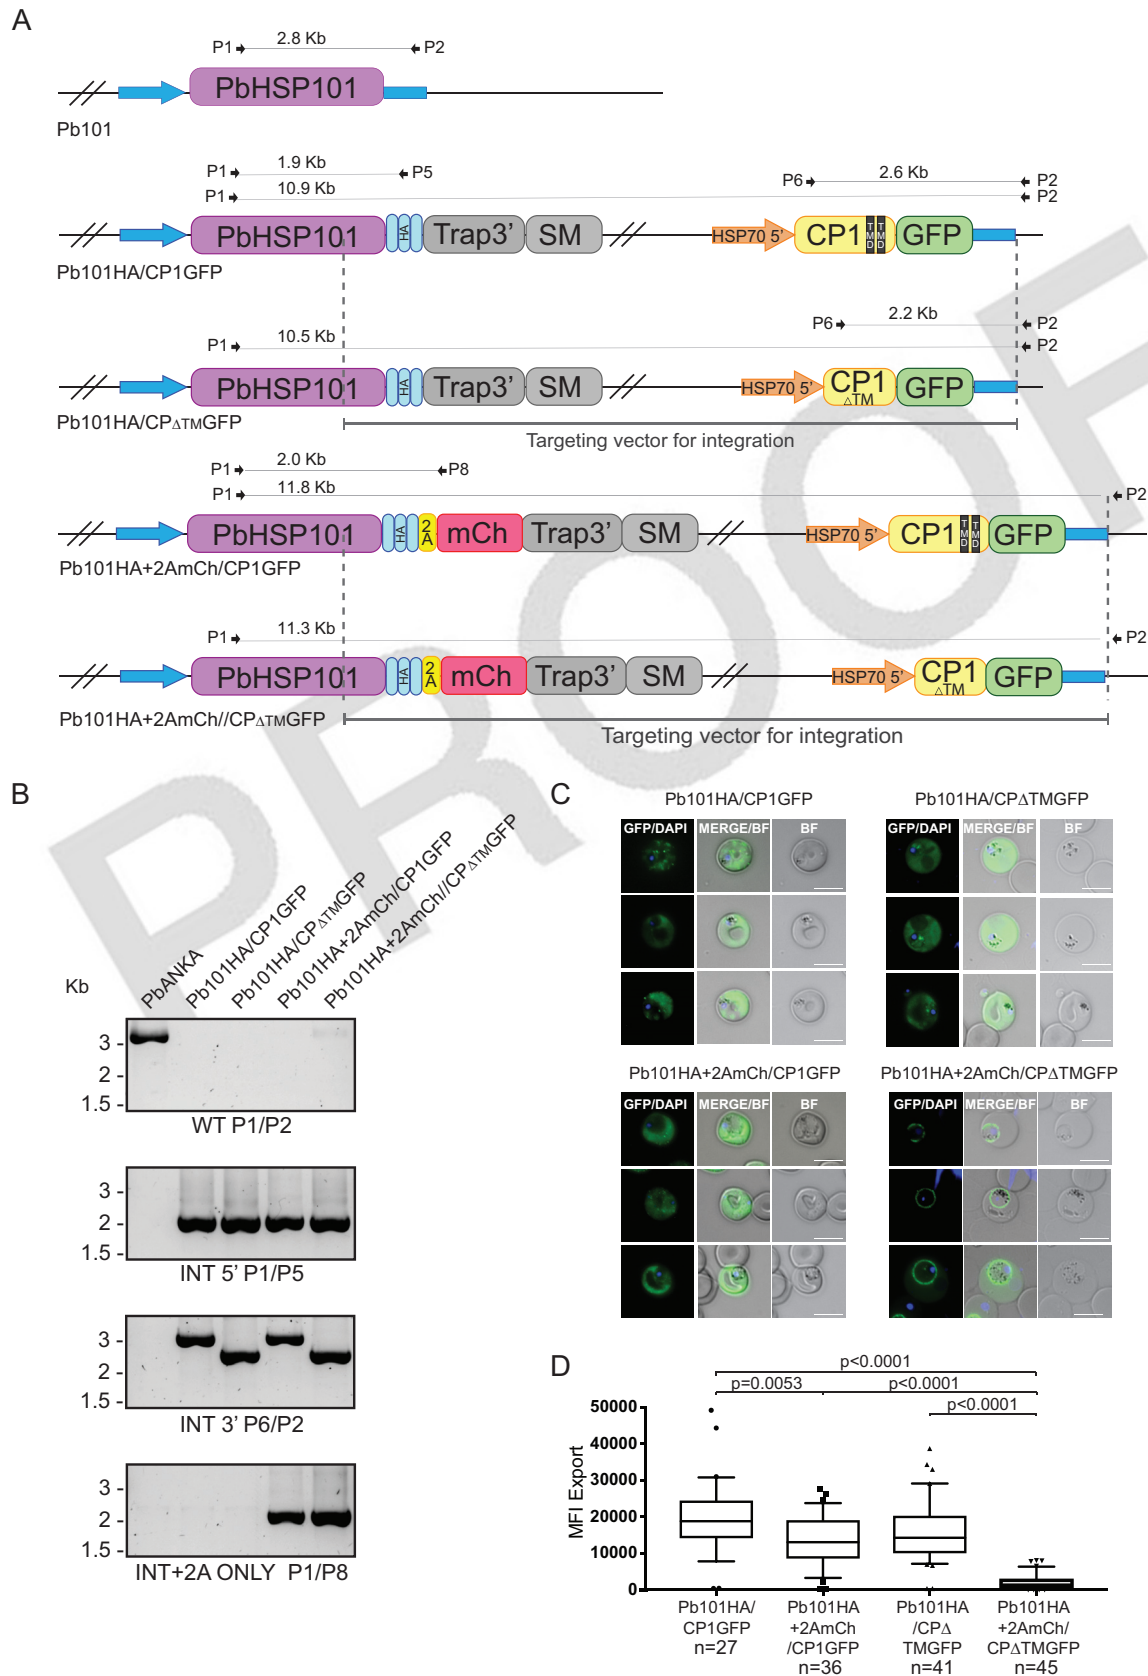 A
P1 2.8 Kb P2
PbHSP101
Pb101
P1 1.9 Kb P5
P1 10.9 Kb P2
P6 2.6 Kb P2
PbHSP101 HA Trap3' SM HSP70 5' CP1 TMD TMD GFP
Pb101HA/CP1GFP
P6 2.2 Kb P2
P1 10.5 Kb P2
PbHSP101 HA Trap3' SM HSP70 5' CP1 ΔTM GFP
Pb101HA/CPΔTMGFP
Targeting vector for integration
P1 2.0 Kb P8
P1 11.8 Kb P2
PbHSP101 HA 2A mCh Trap3' SM HSP70 5' CP1 TMD TMD GFP
Pb101HA+2AmCh/CP1GFP
P1 11.3 Kb P2
PbHSP101 HA 2A mCh Trap3' SM HSP70 5' CP1 ΔTM GFP
Pb101HA+2AmCh//CPΔTMGFP
Targeting vector for integration
PROOF
B
Kb
PbANKA
Pb101HA/CP1GFP
Pb101HA/CPΔTMGFP
Pb101HA+2AmCh/CP1GFP
Pb101HA+2AmCh//CPΔTMGFP
3 -
2 -
1.5 -
WT P1/P2
3 -
2 -
1.5 -
INT 5' P1/P5
3 -
2 -
1.5 -
INT 3' P6/P2
3 -
2 -
1.5 -
INT+2A ONLY P1/P8
C
Pb101HA/CP1GFP
GFP/DAPI MERGE/BF BF
Pb101HA/CPΔTMGFP
GFP/DAPI MERGE/BF BF
Pb101HA+2AmCh/CP1GFP
GFP/DAPI MERGE/BF BF
Pb101HA+2AmCh/CPΔTMGFP
GFP/DAPI MERGE/BF BF
D
p<0.0001
p=0.0053 p<0.0001
p<0.0001
MFI Export
50000
40000
30000
20000
10000
0
Pb101HA/
CP1GFP
n=27
Pb101HA
+2AmCh
/CP1GFP
n=36
Pb101HA
/CPΔ
TMGFP
n=41
Pb101HA
+2AmCh/
CPΔTMGFP
n=45